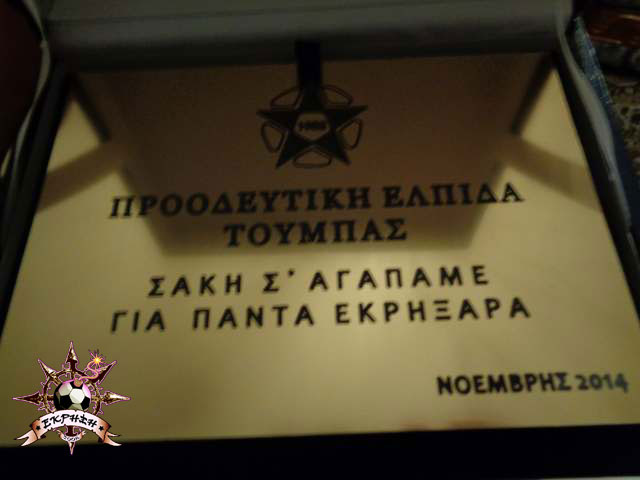 ΠΡΟΟΔΕΥΤΙΚΗ ΕΛΠΙΔΑ
ΤΟΥΜΠΑΣ
ΣΑΚΗ Σ' ΑΓΑΠΑΜΕ
ΓΙΑ ΠΑΝΤΑ ΕΚΡΗΞΑΡΑ
ΝΟΕΜΒΡΗΣ 2014
ΕΚΡΗΞΗ